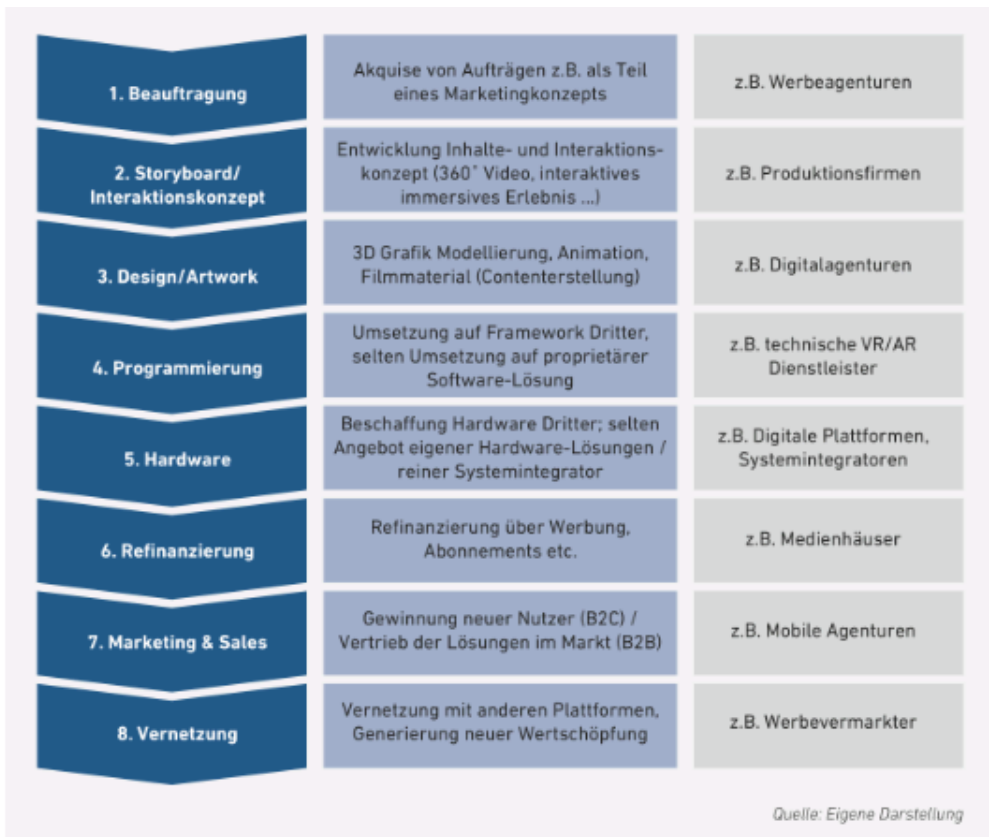 1. Beauftragung
Akquise von Aufträgen z.B. als Teil
eines Marketingkonzepts
z.B. Werbeagenturen
2. Storyboard/
Interaktionskonzept
Entwicklung Inhalte- und Interaktions-
konzept (360° Video, interaktives
immersives Erlebnis ...)
z.B. Produktionsfirmen
3. Design/Artwork
3D Grafik Modellierung, Animation,
Filmmaterial (Contenterstellung)
z.B. Digitalagenturen
4. Programmierung
Umsetzung auf Framework Dritter,
selten Umsetzung auf proprietärer
Software-Lösung
z.B. technische VR/AR
Dienstleister
5. Hardware
Beschaffung Hardware Dritter; selten
Angebot eigener Hardware-Lösungen /
reiner Systemintegrator
z.B. Digitale Plattformen,
Systemintegratoren
6. Refinanzierung
Refinanzierung über Werbung,
Abonnements etc.
z.B. Medienhäuser
7. Marketing & Sales
Gewinnung neuer Nutzer (B2C) /
Vertrieb der Lösungen im Markt (B2B)
z.B. Mobile Agenturen
8. Vernetzung
Vernetzung mit anderen Plattformen,
Generierung neuer Wertschöpfung
z.B. Werbevermarkter
Quelle: Eigene Darstellung